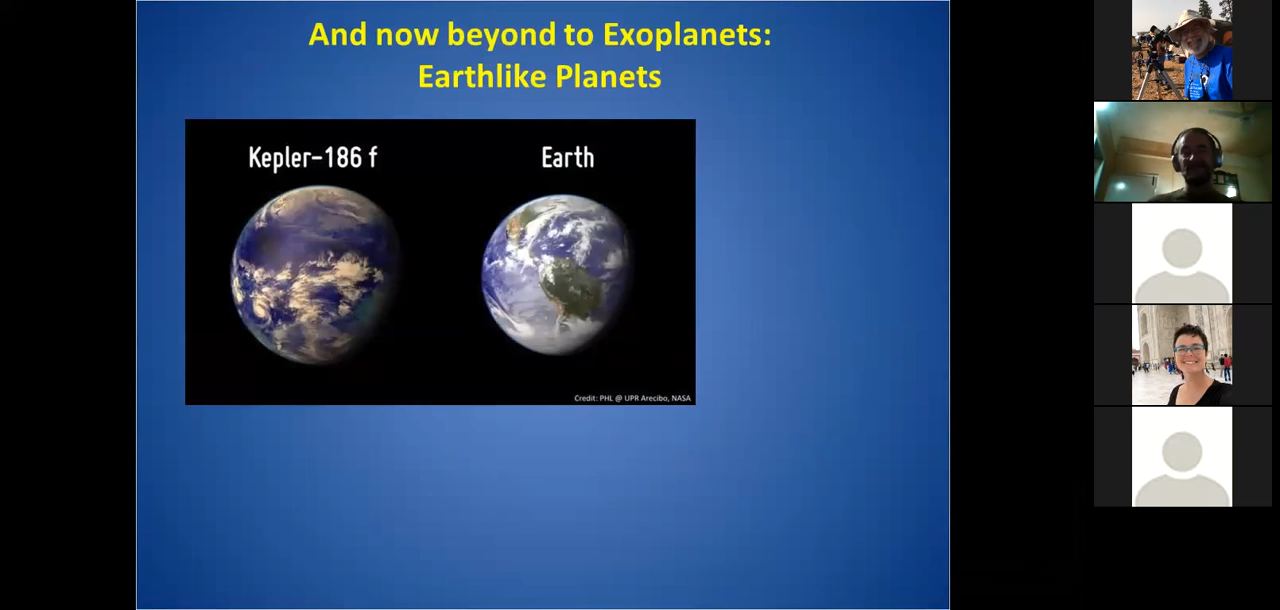 And now beyond to Exoplanets:
Earthlike Planets
Kepler-186 f
Earth
Credit: PHL @ UPR Arecibo, NASA